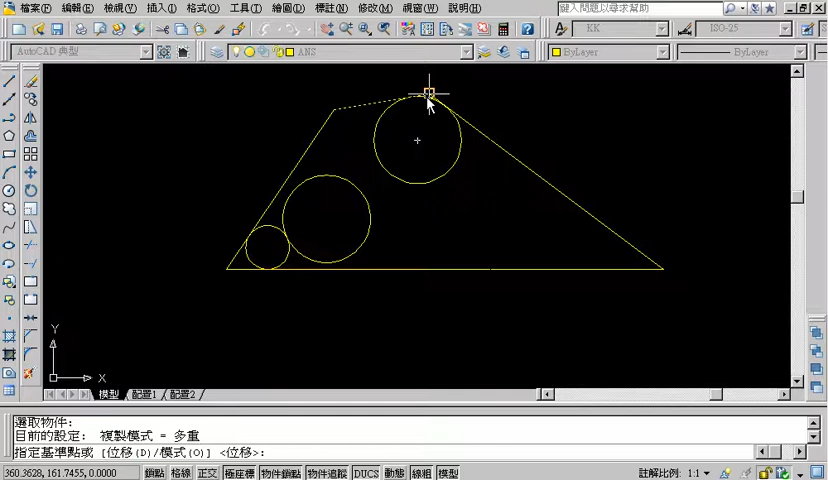 檔案(F) 編輯(E) 檢視(V) 插入(I) 格式(O) 工具(T) 繪圖(D) 標註(N) 修改(M) 視窗(W) 說明(H) 鍵入問題以尋求幫助
KK ISO-25
AutoCAD 典型 ANS ByLayer ByLayer
Y
X
模型 配置1 配置2
選取物件:
目前的設定: 複製模式 = 多重
指定基準點或 [位移(D)/模式(O)] <位移>:
360.3628, 161.7455, 0.0000 鎖點 格線 正交 極座標 物件鎖點 物件追蹤 DUCS 動態 線粗 模型 註解比例: 1:1